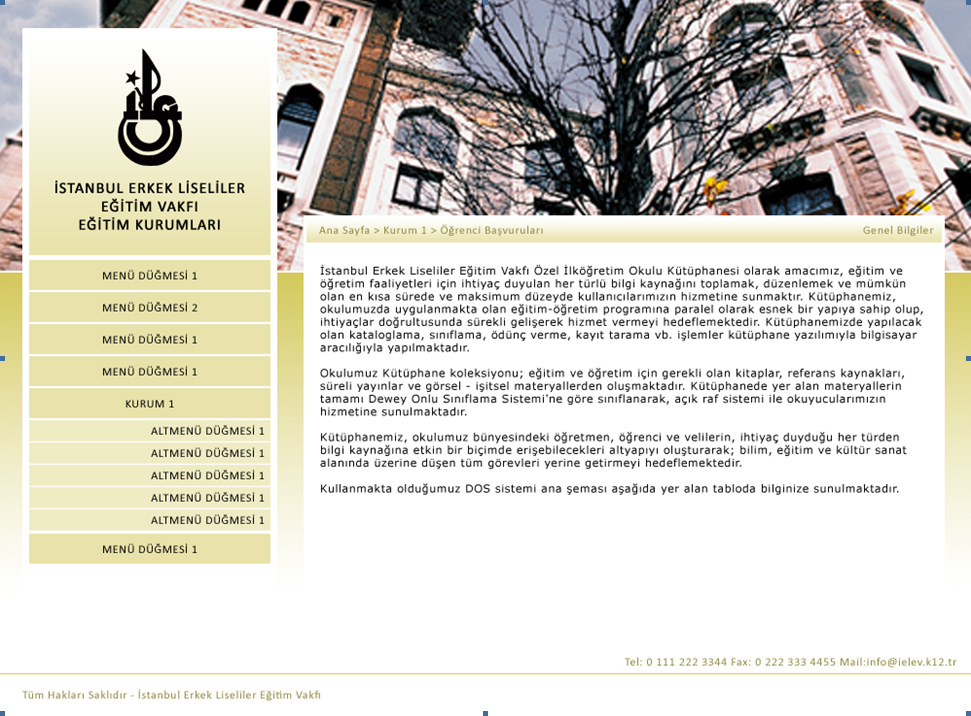 İSTANBUL ERKEK LİSELİLER
EĞİTİM VAKFI
EĞİTİM KURUMLARI
MENÜ DÜĞMESİ 1
MENÜ DÜĞMESİ 2
MENÜ DÜĞMESİ 1
MENÜ DÜĞMESİ 1
KURUM 1
ALTMENÜ DÜĞMESİ 1
ALTMENÜ DÜĞMESİ 1
ALTMENÜ DÜĞMESİ 1
ALTMENÜ DÜĞMESİ 1
ALTMENÜ DÜĞMESİ 1
MENÜ DÜĞMESİ 1
Ana Sayfa > Kurum 1 > Öğrenci Başvuruları
Genel Bilgiler
İstanbul Erkek Liseliler Eğitim Vakfı Özel İlköğretim Okulu Kütüphanesi olarak amacımız, eğitim ve
öğretim faaliyetleri için ihtiyaç duyulan her türlü bilgi kaynağını toplamak, düzenlemek ve mümkün
olan en kısa sürede ve maksimum düzeyde kullanıcılarımızın hizmetine sunmaktır. Kütüphanemiz,
okulumuzda uygulanmakta olan eğitim-öğretim programına paralel olarak esnek bir yapıya sahip olup,
ihtiyaçlar doğrultusunda sürekli gelişerek hizmet vermeyi hedeflemektedir. Kütüphanemizde yapılacak
olan kataloglama, sınıflama, ödünç verme, kayıt tarama vb. işlemler kütüphane yazılımıyla bilgisayar
aracılığıyla yapılmaktadır.
Okulumuz Kütüphane koleksiyonu; eğitim ve öğretim için gerekli olan kitaplar, referans kaynakları,
süreli yayınlar ve görsel - işitsel materyallerden oluşmaktadır. Kütüphanede yer alan materyallerin
tamamı Dewey Onlu Sınıflama Sistemi'ne göre sınıflanarak, açık raf sistemi ile okuyucularımızın
hizmetine sunulmaktadır.
Kütüphanemiz, okulumuz bünyesindeki öğretmen, öğrenci ve velilerin, ihtiyaç duyduğu her türden
bilgi kaynağına etkin bir biçimde erişebilecekleri altyapıyı oluşturarak; bilim, eğitim ve kültür sanat
alanında üzerine düşen tüm görevleri yerine getirmeyi hedeflemektedir.
Kullanmakta olduğumuz DOS sistemi ana şeması aşağıda yer alan tabloda bilginize sunulmaktadır.
Tel: 0 111 222 3344 Fax: 0 222 333 4455 Mail:info@ielev.k12.tr
Tüm Hakları Saklıdır - İstanbul Erkek Liseliler Eğitim Vakfı